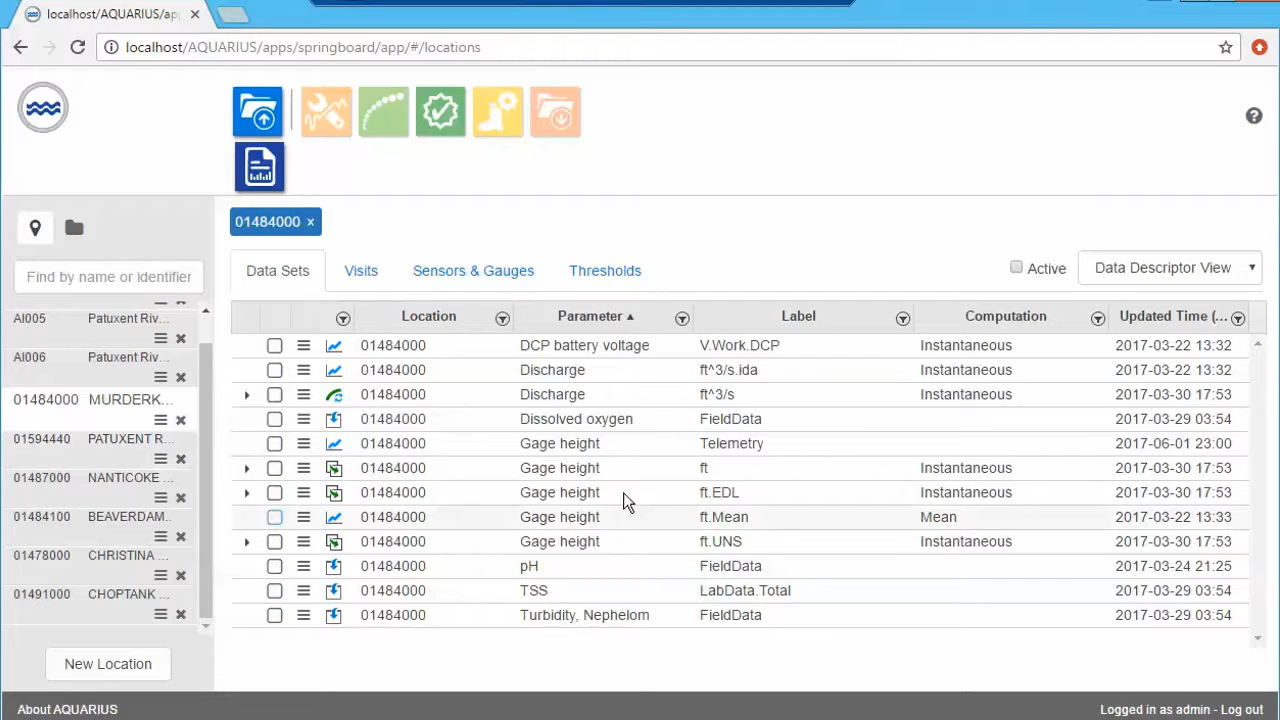 localhost/AQUARIUS/ap
localhost/AQUARIUS/apps/springboard/app/#/locations
01484000 ×
Data Sets Visits Sensors & Gauges Thresholds Active Data Descriptor View
Find by name or identifier
AI005 Patuxent Riv...
AI006 Patuxent Riv...
01484000 MURDERK...
01594440 PATUXENT R...
01487000 NANTICOKE ...
01484100 BEAVERDAM..
01478000 CHRISTINA ...
01491000 CHOPTANK ...
New Location
Location Parameter Label Computation Updated Time (...
01484000 DCP battery voltage V.Work.DCP Instantaneous 2017-03-22 13:32
01484000 Discharge ft^3/s.ida Instantaneous 2017-03-22 13:32
01484000 Discharge ft^3/s Instantaneous 2017-03-30 17:53
01484000 Dissolved oxygen FieldData 2017-03-29 03:54
01484000 Gage height Telemetry 2017-06-01 23:00
01484000 Gage height ft Instantaneous 2017-03-30 17:53
01484000 Gage height ft.EDL Instantaneous 2017-03-30 17:53
01484000 Gage height ft.Mean Mean 2017-03-22 13:33
01484000 Gage height ft.UNS Instantaneous 2017-03-30 17:53
01484000 pH FieldData 2017-03-24 21:25
01484000 TSS LabData.Total 2017-03-29 03:54
01484000 Turbidity, Nephelom FieldData 2017-03-29 03:54
About AQUARIUS Logged in as admin - Log out